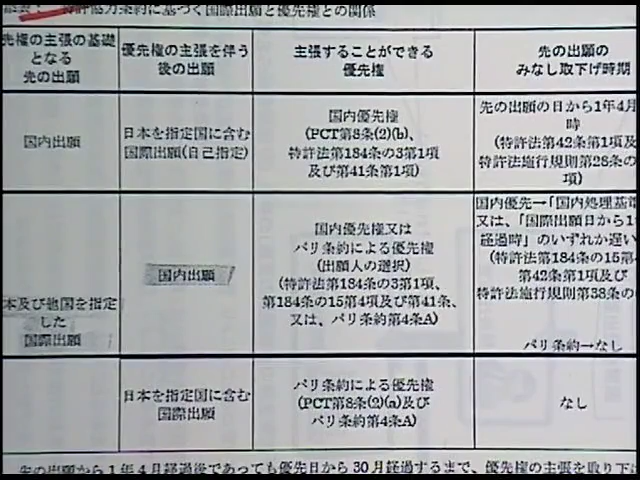 特許協力条約に基づく国際出願と優先権との関係
先権の主張の基礎
となる
先の出願
優先権の主張を伴う
後の出願
主張することができる
優先権
先の出願の
みなし取下げ時期
国内出願
日本を指定国に含む
国際出願(自己指定)
国内優先権
(PCT第8条(2)(b)、
特許法第184条の3第1項
及び第41条第1項)
先の出願の日から1年4月
時
(特許法第42条第1項及
特許法施行規則第28条の
項)
本及び他国を指定
した
国際出願
国内出願
国内優先権又は
パリ条約による優先権
(出願人の選択)
(特許法第184条の3第1項、
第184条の15第4項及び第41条、
又は、パリ条約第4条A)
国内優先→「国内処理基準
又は、「国際出願日から1
経過時」のいずれか遅い
(特許法第184条の15第4
第42条第1項及び
特許法施行規則第38条の
パリ条約→なし
日本を指定国に含む
国際出願
パリ条約による優先権
(PCT第8条(2)(a)及び
パリ条約第4条A)
なし
先の出願から1年4月経過後であっても優先日から30月経過するまで、優先権の主張を取り下